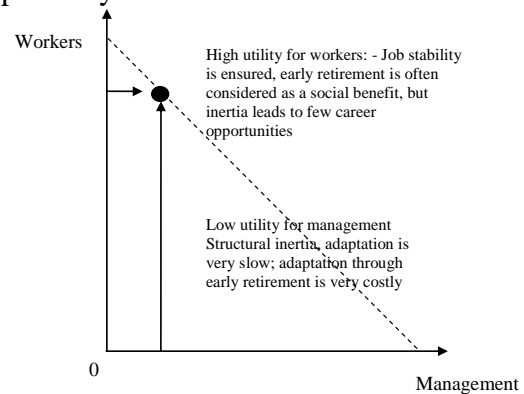 Workers
High utility for workers: - Job stability
is ensured, early retirement is often
considered as a social benefit, but
inertia leads to few career
opportunities
Low utility for management
Structural inertia, adaptation is
very slow; adaptation through
early retirement is very costly
0
Management